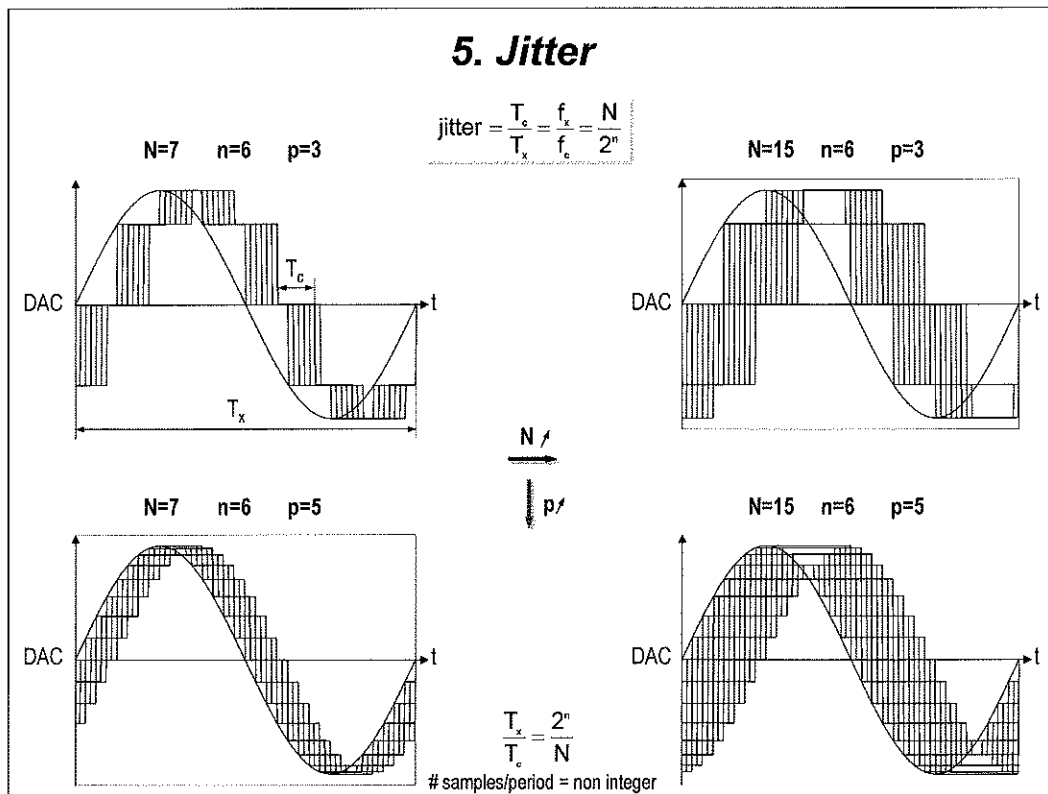 5. Jitter
jitter = T_c / T_x = f_x / f_c = N / 2^n
N=7 n=6 p=3
N=15 n=6 p=3
DAC
T_c
t
T_x
DAC
t
N ↗
p ↗
N=7 n=6 p=5
N=15 n=6 p=5
DAC
t
DAC
t
T_x / T_c = 2^n / N
# samples/period = non integer